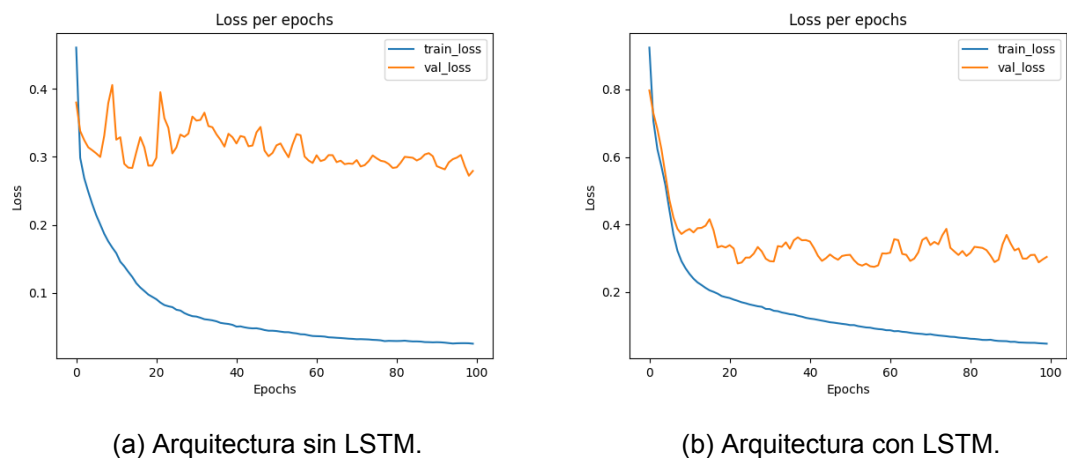 Loss per epochs
train_loss
val_loss
0.4
0.3
0.2
0.1
Loss
0 20 40 60 80 100
Epochs
(a) Arquitectura sin LSTM.
Loss per epochs
train_loss
val_loss
0.8
0.6
0.4
0.2
Loss
0 20 40 60 80 100
Epochs
(b) Arquitectura con LSTM.